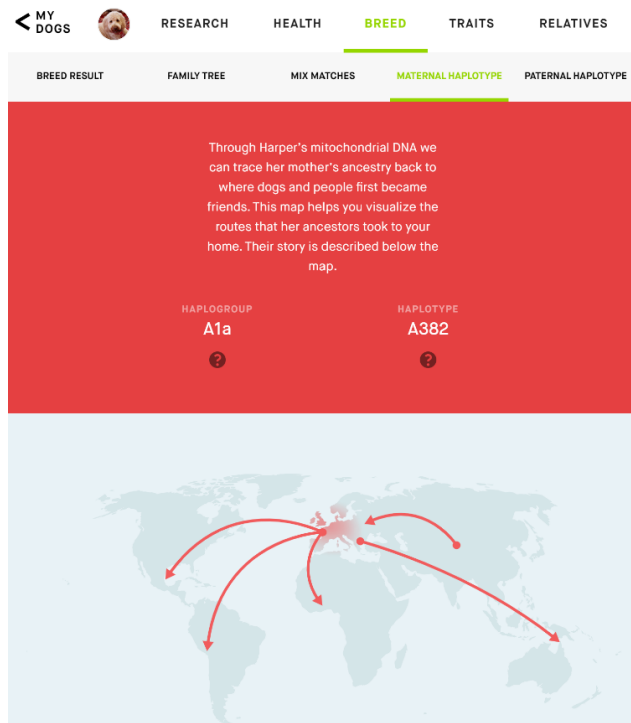 MY
DOGS
RESEARCH
HEALTH
BREED
TRAITS
RELATIVES
BREED RESULT
FAMILY TREE
MIX MATCHES
MATERNAL HAPLOTYPE
PATERNAL HAPLOTYPE
Through Harper's mitochondrial DNA we
can trace her mother's ancestry back to
where dogs and people first became
friends. This map helps you visualize the
routes that her ancestors took to your
home. Their story is described below the
map.
HAPLOGROUP
A1a
?
HAPLOTYPE
A382
?